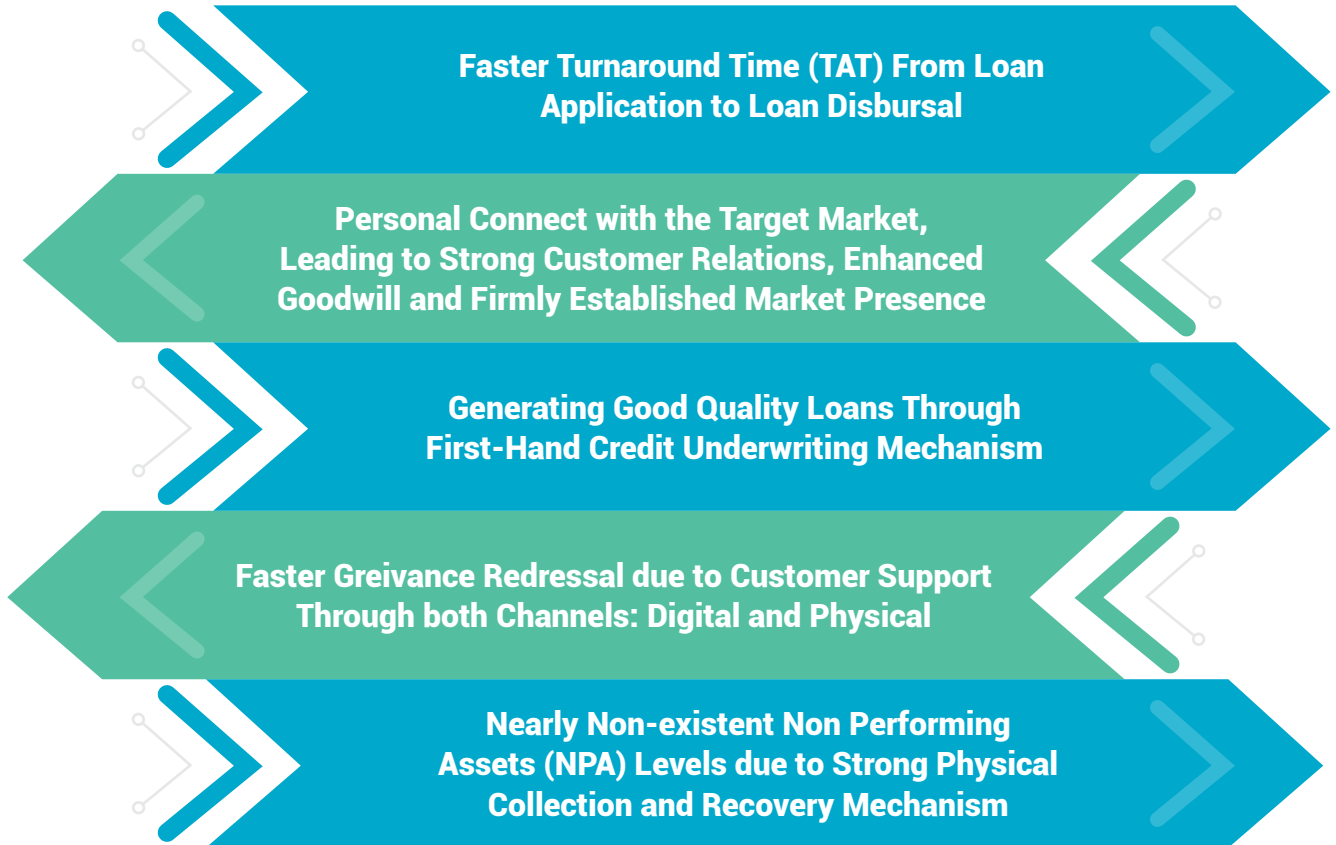 Faster Turnaround Time (TAT) From Loan
Application to Loan Disbursal
Personal Connect with the Target Market,
Leading to Strong Customer Relations, Enhanced
Goodwill and Firmly Established Market Presence
Generating Good Quality Loans Through
First-Hand Credit Underwriting Mechanism
Faster Greivance Redressal due to Customer Support
Through both Channels: Digital and Physical
Nearly Non-existent Non Performing
Assets (NPA) Levels due to Strong Physical
Collection and Recovery Mechanism